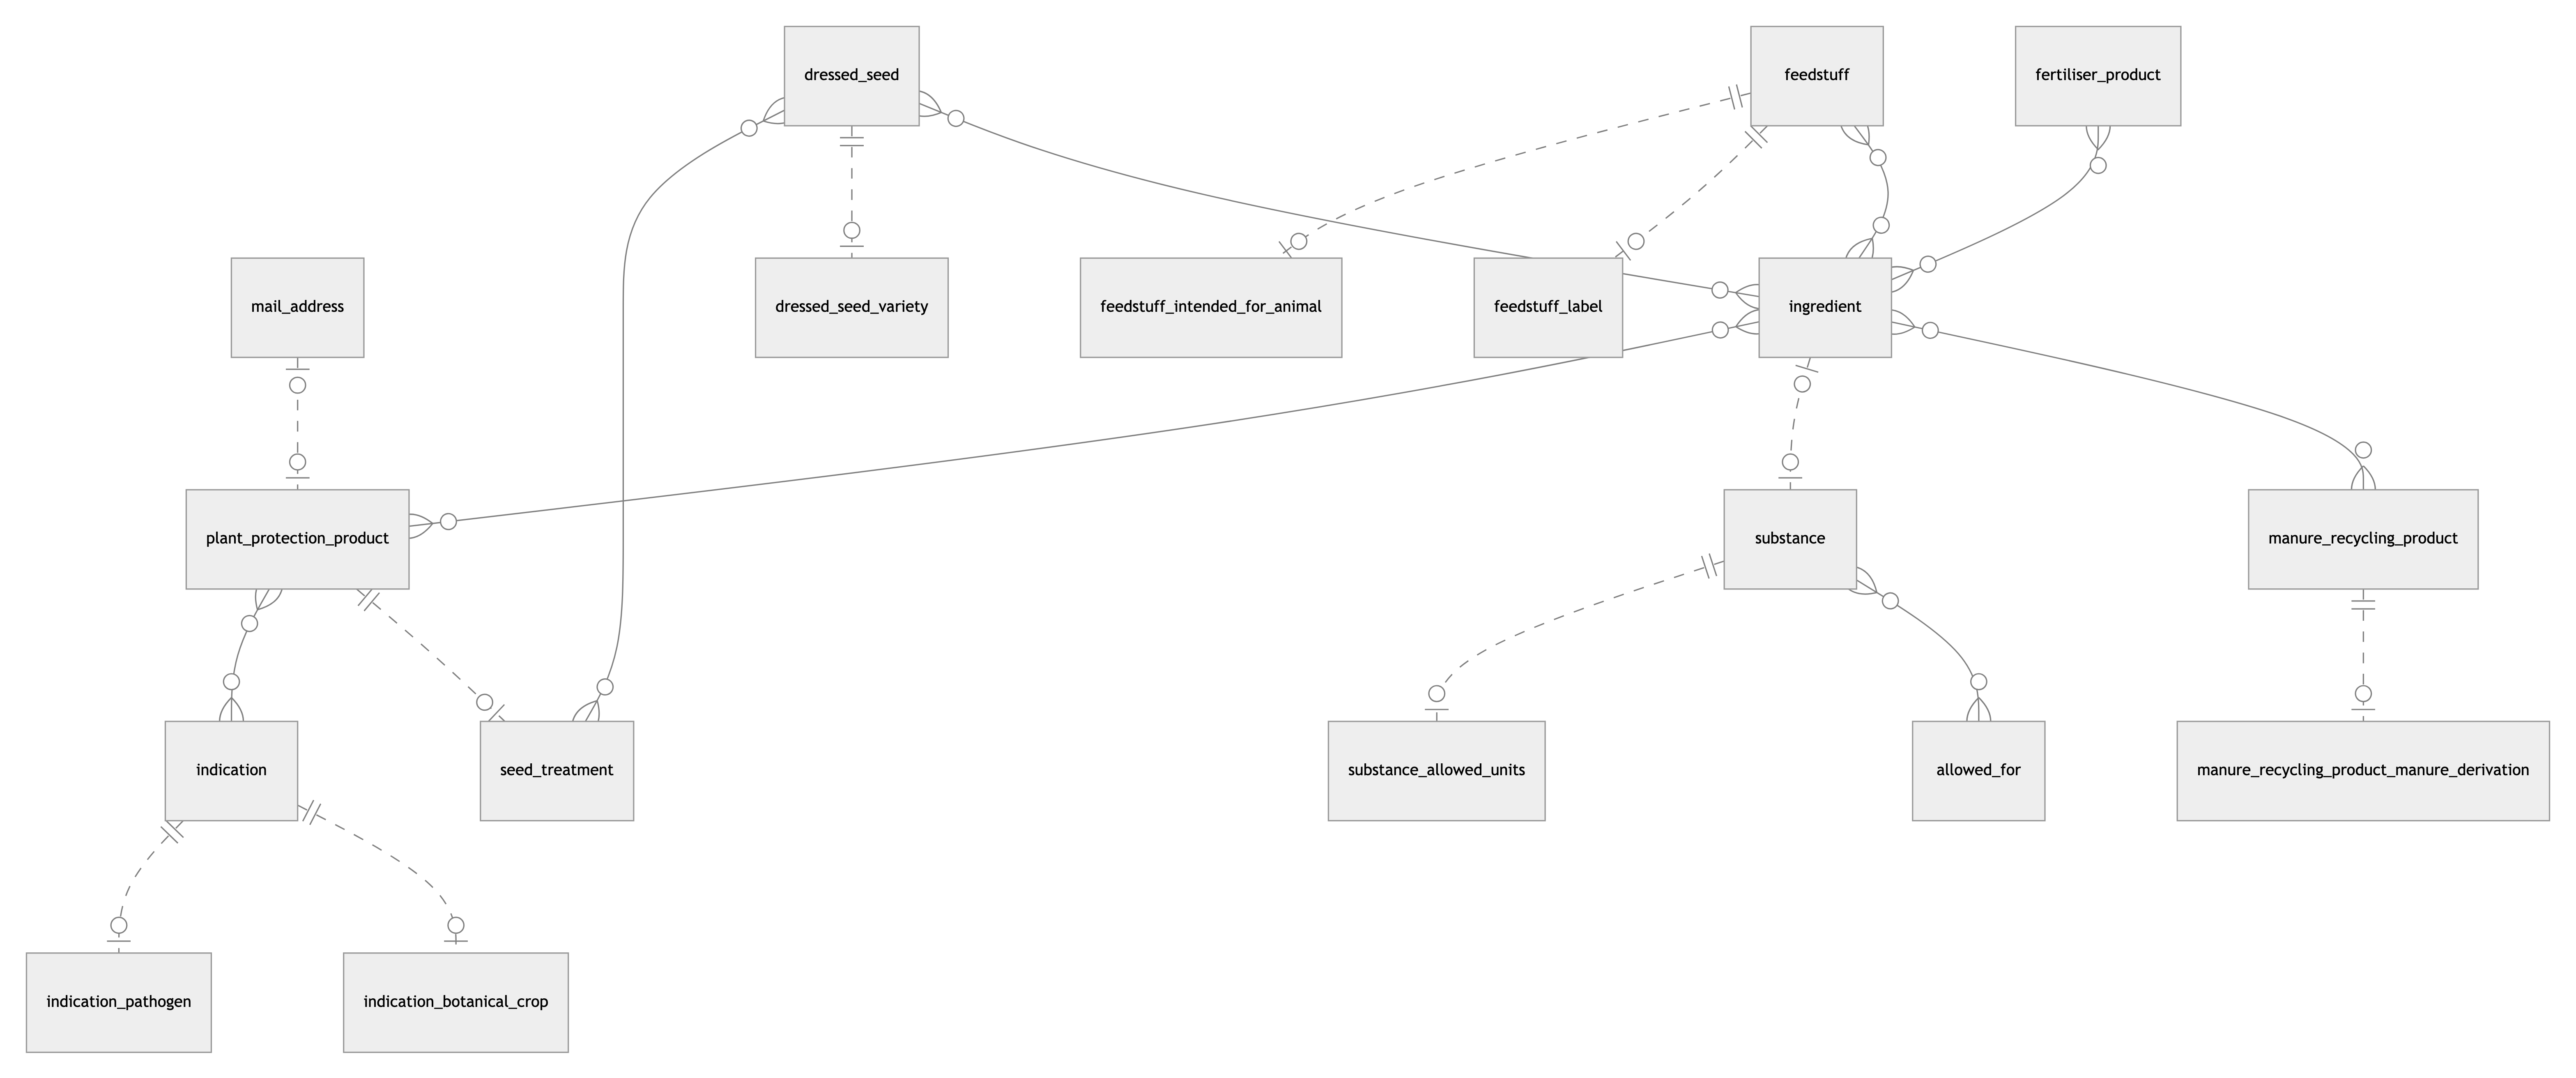 dressed_seed
feedstuff
fertiliser_product
mail_address
dressed_seed_variety
feedstuff_intended_for_animal
feedstuff_label
ingredient
plant_protection_product
substance
manure_recycling_product
indication
seed_treatment
substance_allowed_units
allowed_for
manure_recycling_product_manure_derivation
indication_pathogen
indication_botanical_crop